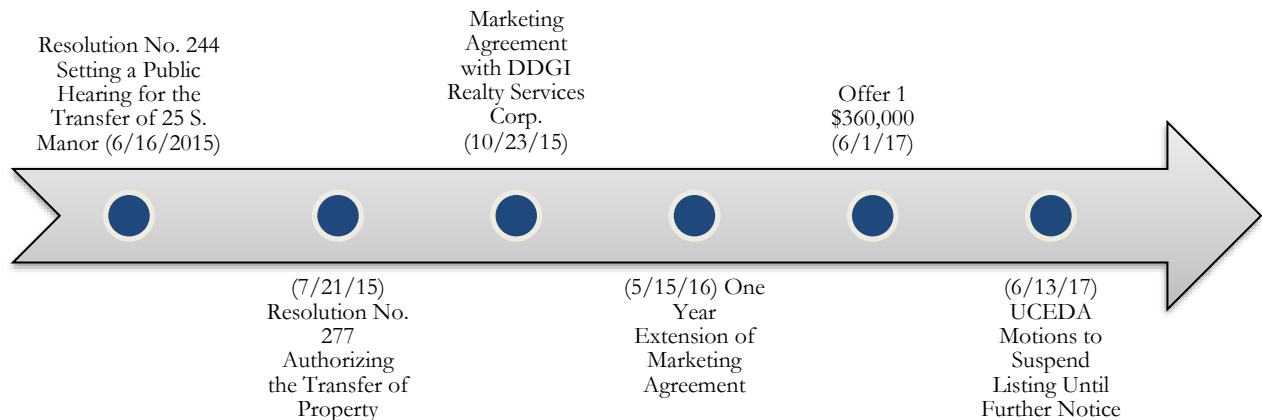 Resolution No. 244
Setting a Public
Hearing for the
Transfer of 25 S.
Manor (6/16/2015)
(7/21/15)
Resolution No.
277
Authorizing
the Transfer of
Property
Marketing
Agreement
with DDGI
Realty Services
Corp.
(10/23/15)
(5/15/16) One
Year
Extension of
Marketing
Agreement
Offer 1
$360,000
(6/1/17)
(6/13/17)
UCEDA
Motions to
Suspend
Listing Until
Further Notice